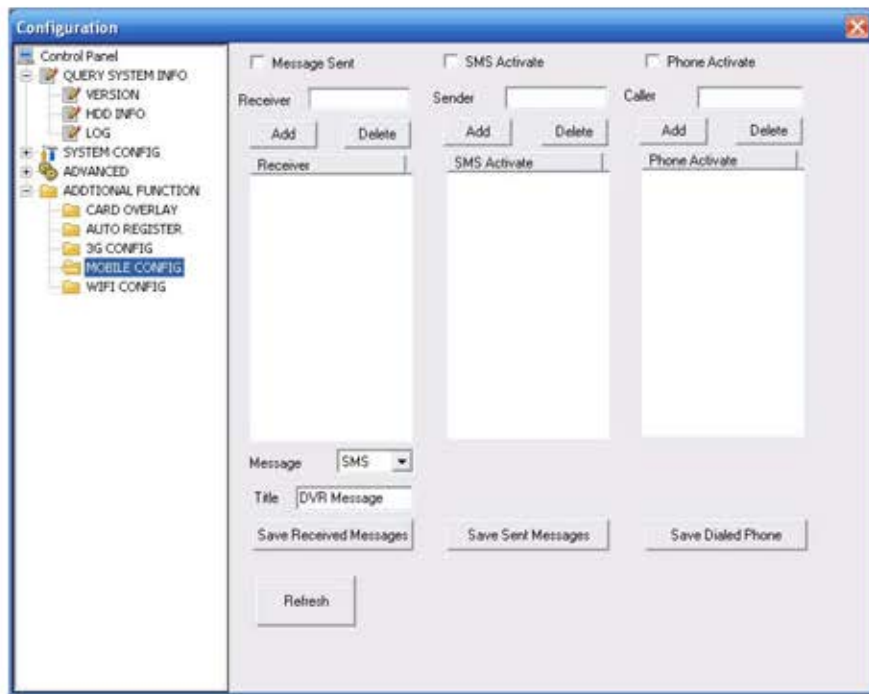 Configuration
Control Panel
QUERY SYSTEM INFO
VERSION
HDD INFO
LOG
SYSTEM CONFIG
ADVANCED
ADDTIONAL FUNCTION
CARD OVERLAY
AUTO REGISTER
3G CONFIG
MOBILE CONFIG
WIFI CONFIG
Message Sent SMS Activate Phone Activate
Receiver Sender Caller
Add Delete Add Delete Add Delete
Receiver SMS Activate Phone Activate
Message SMS
Title DVR Message
Save Received Messages Save Sent Messages Save Dialed Phone
Refresh